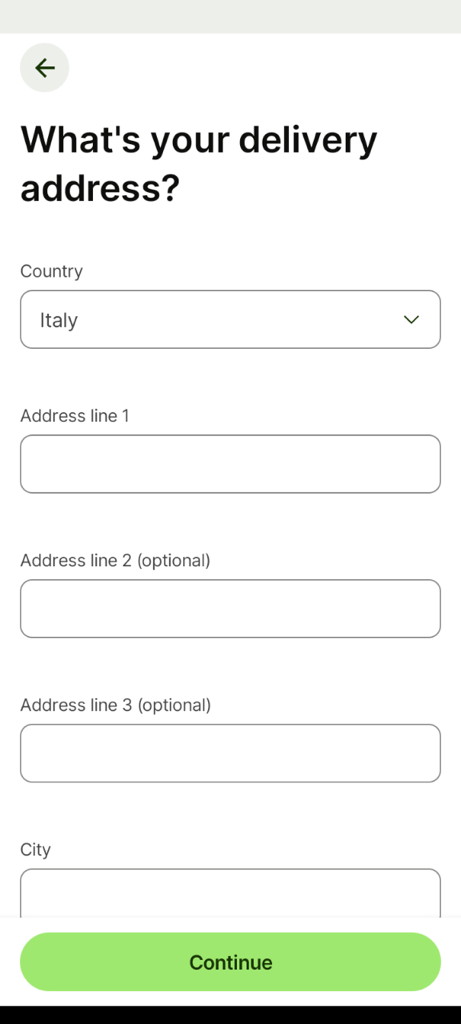 What's your delivery
address?
Country
Italy
Address line 1
Address line 2 (optional)
Address line 3 (optional)
City
Continue